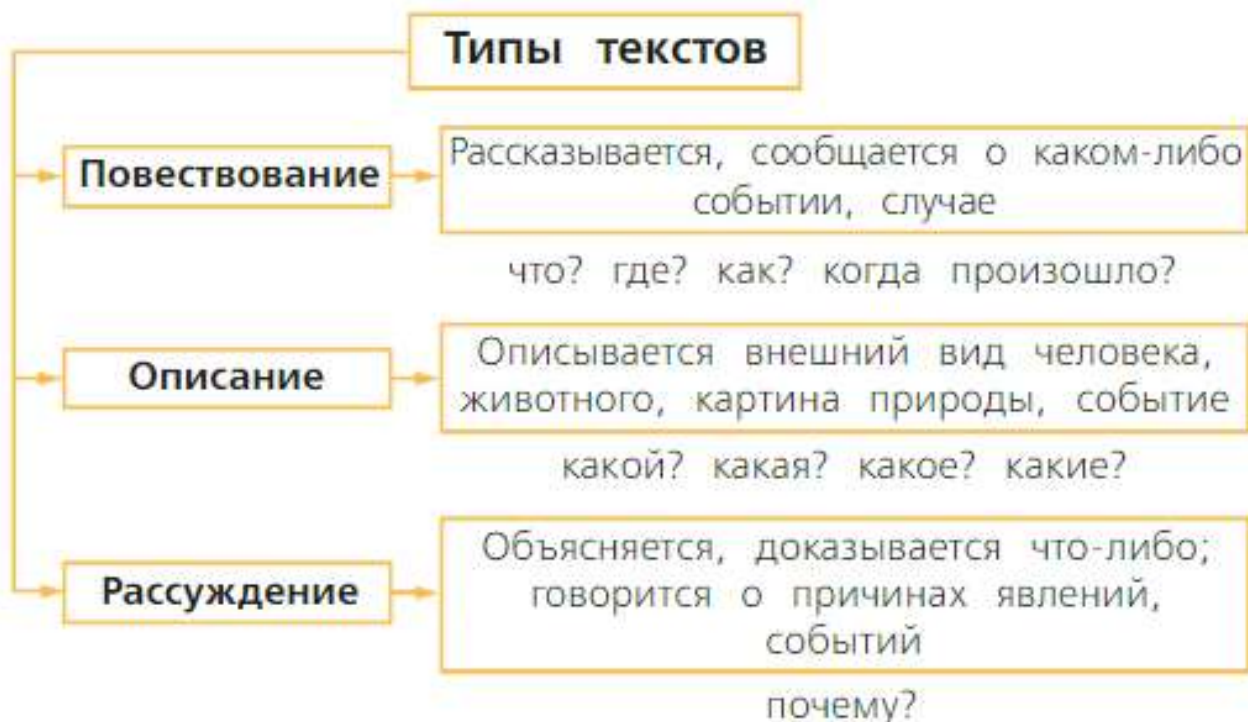 Типы текстов
Повествование
Рассказывается, сообщается о каком-либо
событии, случае
что? где? как? когда произошло?
Описание
Описывается внешний вид человека,
животного, картина природы, событие
какой? какая? какое? какие?
Рассуждение
Объясняется, доказывается что-либо;
говорится о причинах явлений,
событий
почему?